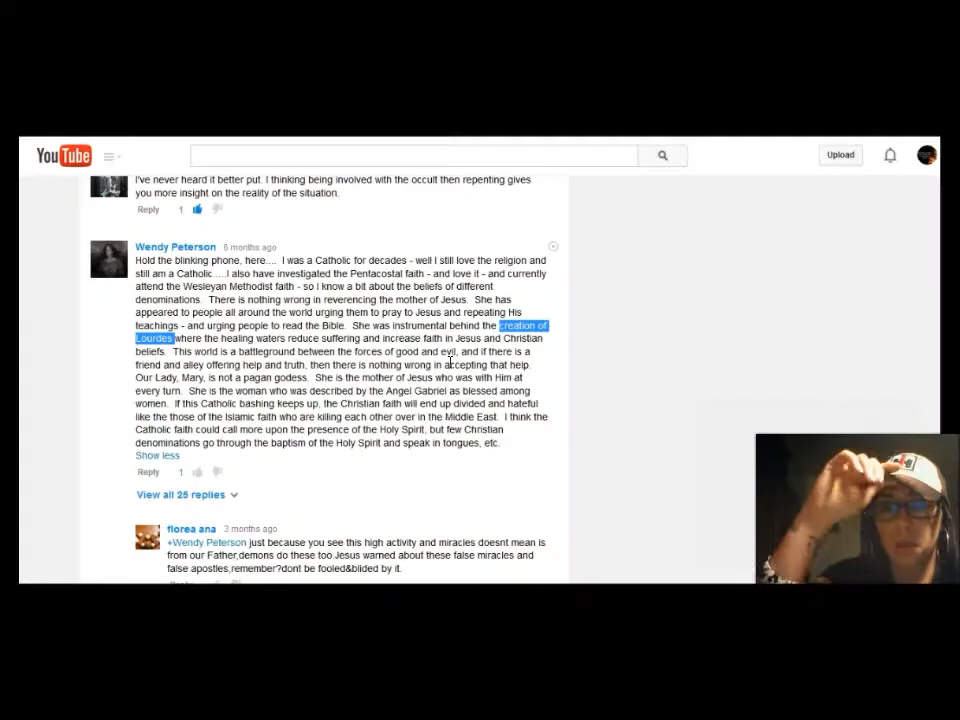 YouTube
Upload
I've never heard it better put. I thinking being involved with the occult then repenting gives
you more insight on the reality of the situation.
Reply 1
Wendy Peterson 6 months ago
Hold the blinking phone, here.... I was a Catholic for decades - well I still love the religion and
still am a Catholic.....I also have investigated the Pentacostal faith - and love it - and currently
attend the Wesleyan Methodist faith - so I know a bit about the beliefs of different
denominations. There is nothing wrong in reverencing the mother of Jesus. She has
appeared to people all around the world urging them to pray to Jesus and repeating His
teachings - and urging people to read the Bible. She was instrumental behind the creation of
Lourdes where the healing waters reduce suffering and increase faith in Jesus and Christian
beliefs. This world is a battleground between the forces of good and evil, and if there is a
friend and alley offering help and truth, then there is nothing wrong in accepting that help.
Our Lady, Mary, is not a pagan godess. She is the mother of Jesus who was with Him at
every turn. She is the woman who was described by the Angel Gabriel as blessed among
women. If this Catholic bashing keeps up, the Christian faith will end up divided and hateful
like the those of the Islamic faith who are killing each other over in the Middle East. I think the
Catholic faith could call more upon the presence of the Holy Spirit, but few Christian
denominations go through the baptism of the Holy Spirit and speak in tongues, etc.
Show less
Reply 1
View all 25 replies
florea ana 3 months ago
+Wendy Peterson just because you see this high activity and miracles doesnt mean is
from our Father,demons do these too.Jesus warned about these false miracles and
false apostles,remember?dont be fooled&blided by it.